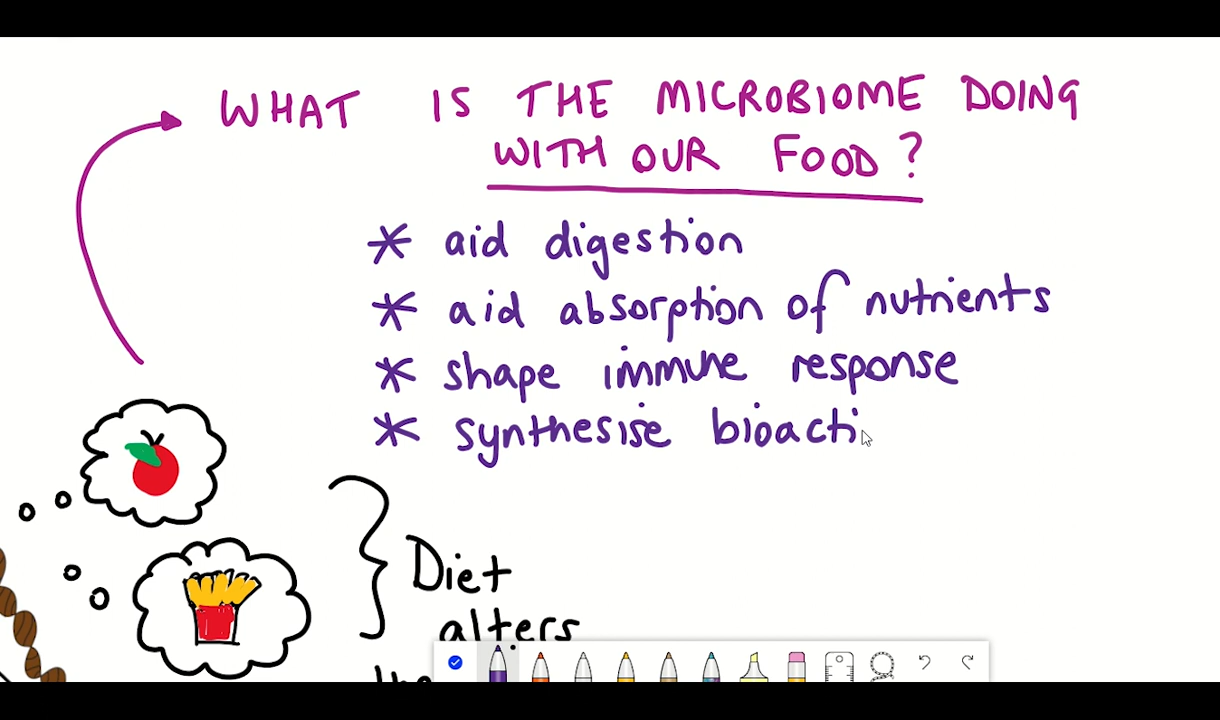 WHAT IS THE MICROBIOME DOING
WITH OUR FOOD?
* aid digestion
* aid absorption of nutrients
* shape immune response
* synthesise bioacti
Diet
alters
the